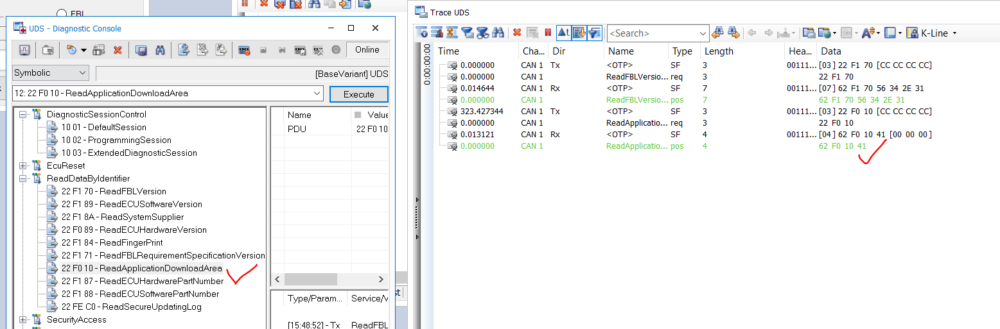 FBL
UDS - Diagnostic Console
Online
Symbolic
[BaseVariant] UDS
12: 22 F0 10 - ReadApplicationDownloadArea
Execute
DiagnosticSessionControl
10 01 - DefaultSession
10 02 - ProgrammingSession
10 03 - ExtendedDiagnosticSession
EcuReset
ReadDataByIdentifier
22 F1 70 - ReadFBLVersion
22 F1 89 - ReadECUSoftwareVersion
22 F1 8A - ReadSystemSupplier
22 F0 89 - ReadECUHardwareVersion
22 F1 84 - ReadFingerPrint
22 F1 71 - ReadFBLRequirementSpecificationVersion
22 F0 10 - ReadApplicationDownloadArea
22 F1 87 - ReadECUHardwarePartNumber
22 F1 88 - ReadECUSoftwarePartNumber
22 FE C0 - ReadSecureUpdatingLog
SecurityAccess
Name Value
PDU 22 F0 10
Type/Param... Service/V
[15:48:52] - Tx ReadFBL
st
Trace UDS
<Search>
K-Line
0:00:00:00
Time Cha... Dir Name Type Length Hea... Data
0.000000 CAN 1 Tx <OTP> SF 3 00111... [03] 22 F1 70 [CC CC CC CC]
0.000000 CAN 1 ReadFBLVersio... req 3 22 F1 70
0.014644 CAN 1 Rx <OTP> SF 7 00111... [07] 62 F1 70 56 34 2E 31
0.000000 CAN 1 ReadFBLVersio... pos 7 62 F1 70 56 34 2E 31
323.427344 CAN 1 Tx <OTP> SF 3 00111... [03] 22 F0 10 [CC CC CC CC]
0.000000 CAN 1 ReadApplicatio... req 3 22 F0 10
0.013121 CAN 1 Rx <OTP> SF 4 00111... [04] 62 F0 10 41 [00 00 00]
0.000000 CAN 1 ReadApplicatio... pos 4 62 F0 10 41